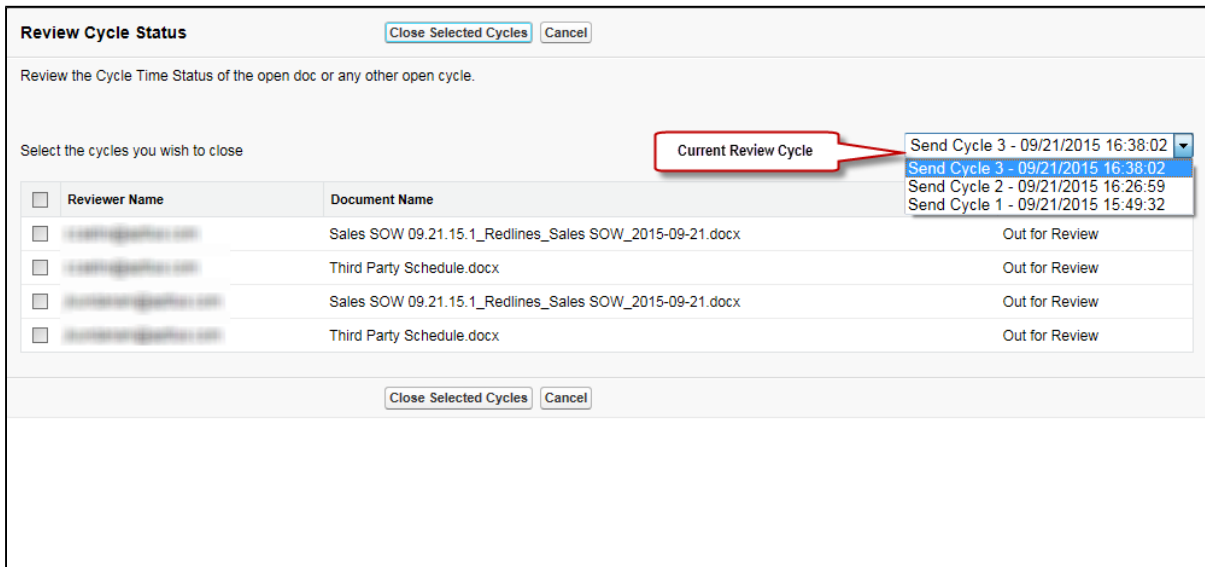 Review Cycle Status
Close Selected Cycles Cancel
Review the Cycle Time Status of the open doc or any other open cycle.
Select the cycles you wish to close
Current Review Cycle
Send Cycle 3 - 09/21/2015 16:38:02
Send Cycle 3 - 09/21/2015 16:38:02
Send Cycle 2 - 09/21/2015 16:26:59
Send Cycle 1 - 09/21/2015 15:49:32
Reviewer Name Document Name
Sales SOW 09.21.15.1_Redlines_Sales SOW_2015-09-21.docx Out for Review
Third Party Schedule.docx Out for Review
Sales SOW 09.21.15.1_Redlines_Sales SOW_2015-09-21.docx Out for Review
Third Party Schedule.docx Out for Review
Close Selected Cycles Cancel